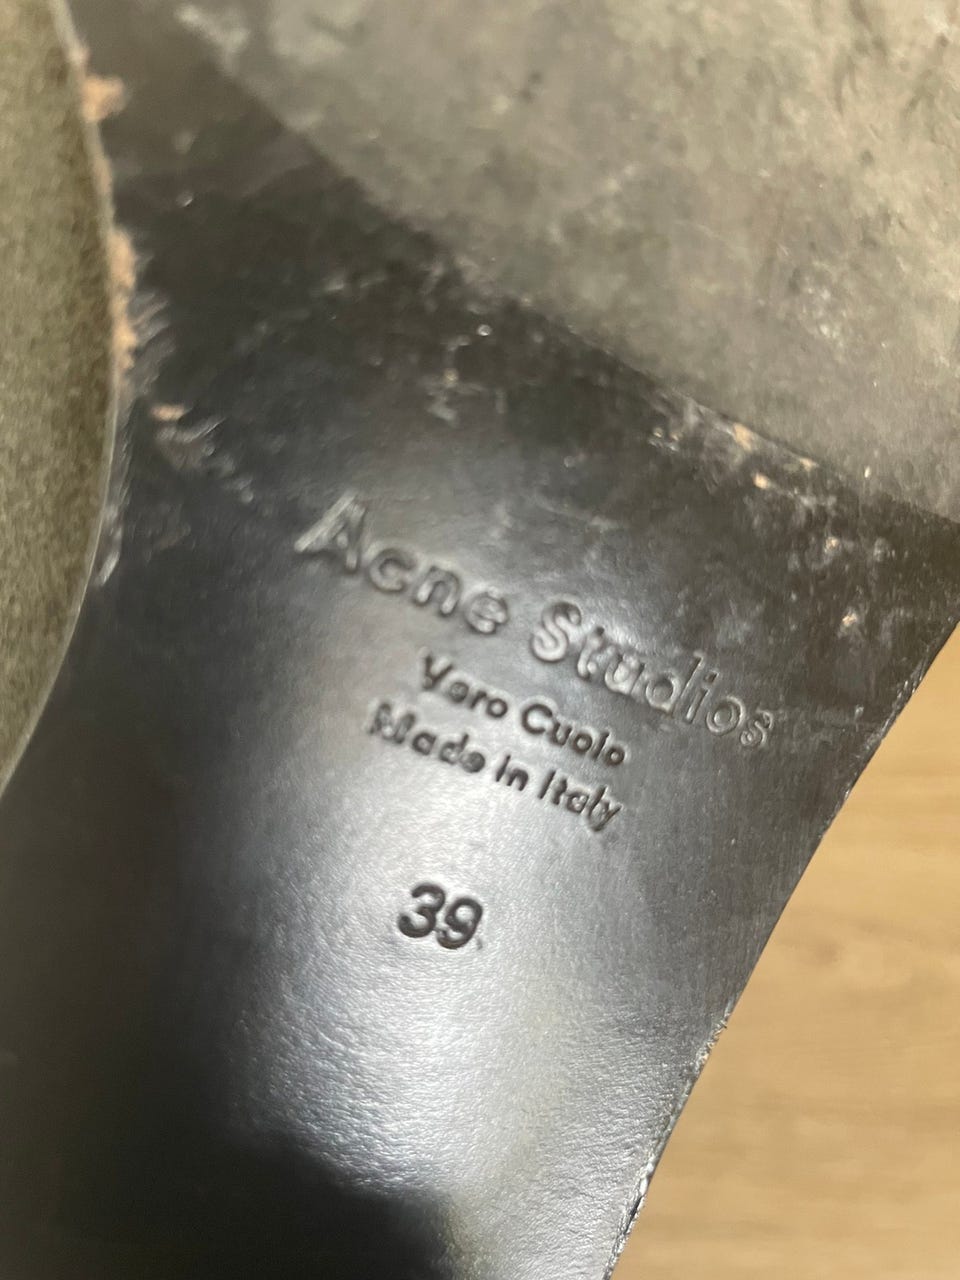 Acne Studios
Vero Cuoio
Made in Italy
39